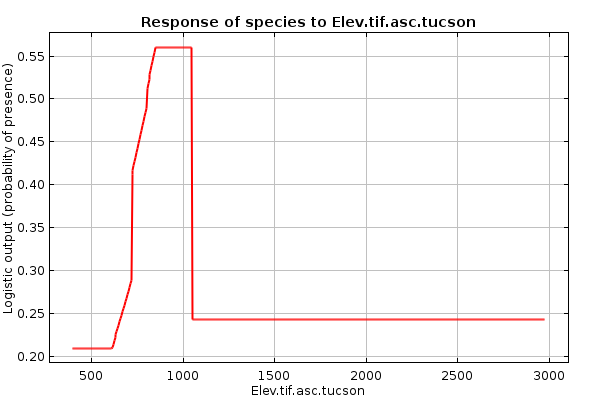 Response of species to Elev.tif.asc.tucson
Logistic output (probability of presence)
0.55
0.50
0.45
0.40
0.35
0.30
0.25
0.20
500 1000 1500 2000 2500 3000
Elev.tif.asc.tucson